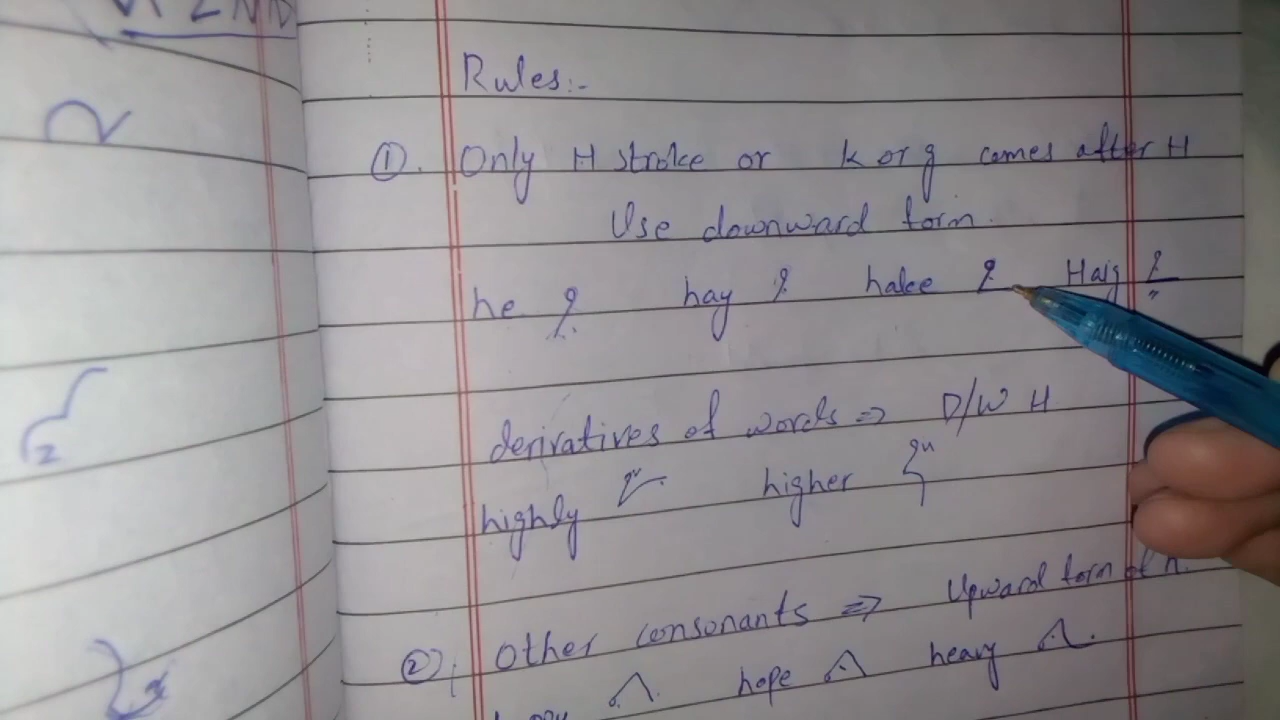 Rules:-
①. Only H stroke or k or g comes after H
Use downward form.
he hay hake Haig
derivatives of words ⇒ D/W H
highly higher
②. Other consonants ⇒ Upward form of h.
hope heavy